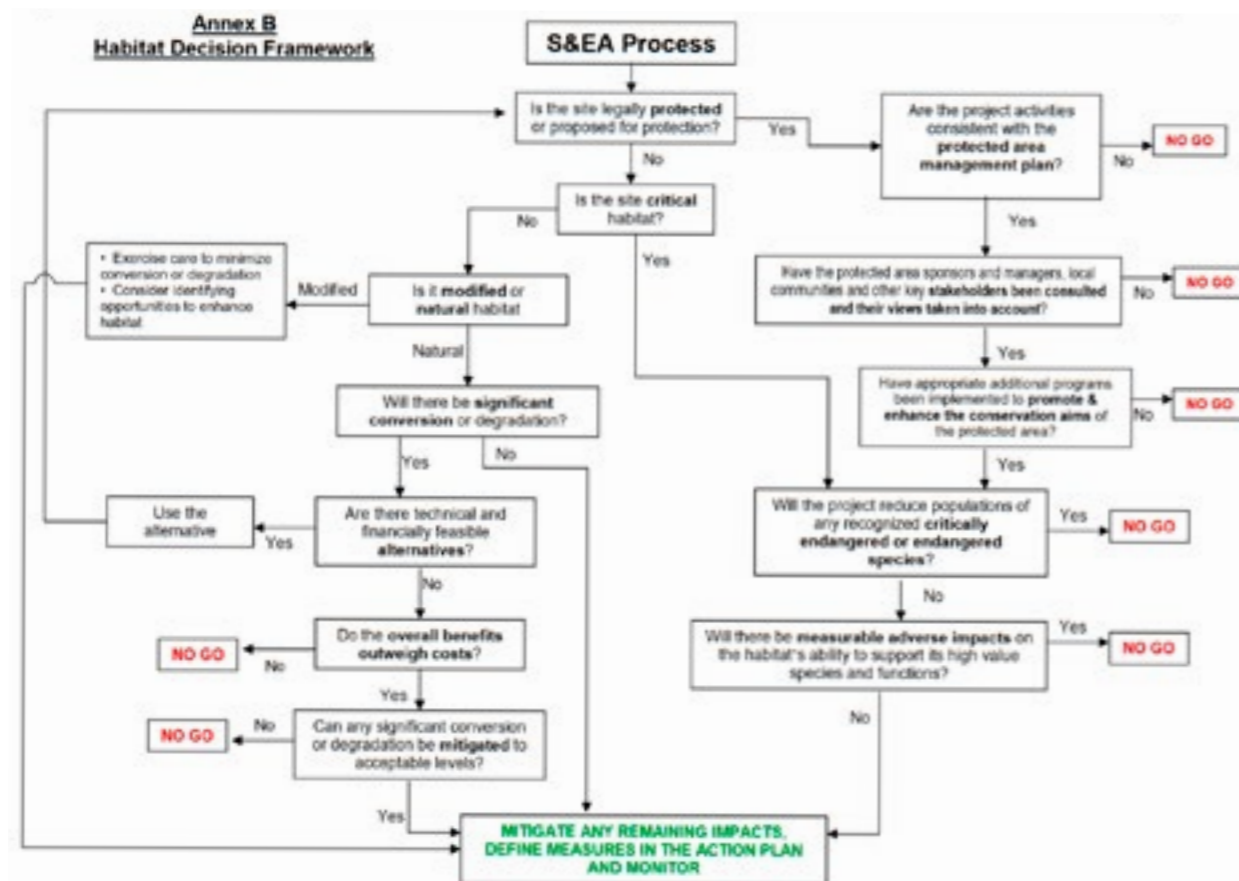 Annex B
Habitat Decision Framework
S&EA Process
Is the site legally protected
or proposed for protection?
Yes
No
Are the project activities
consistent with the
protected area
management plan?
No
NO GO
Yes
Is the site critical
habitat?
No
Yes
• Exercise care to minimize
conversion or degradation
• Consider identifying
opportunities to enhance
habitat
Modified
Is it modified or
natural habitat
Natural
Have the protected area sponsors and managers, local
communities and other key stakeholders been consulted
and their views taken into account?
No
NO GO
Yes
Will there be significant
conversion or degradation?
Yes
No
Have appropriate additional programs
been implemented to promote &
enhance the conservation aims of
the protected area?
No
NO GO
Yes
Use the
alternative
Yes
Are there technical and
financially feasible
alternatives?
No
Will the project reduce populations of
any recognized critically
endangered or endangered
species?
Yes
NO GO
No
Do the overall benefits
outweigh costs?
No
NO GO
Yes
Will there be measurable adverse impacts on
the habitat's ability to support its high value
species and functions?
Yes
NO GO
No
Can any significant conversion
or degradation be mitigated to
acceptable levels?
No
NO GO
Yes
MITIGATE ANY REMAINING IMPACTS,
DEFINE MEASURES IN THE ACTION PLAN
AND MONITOR